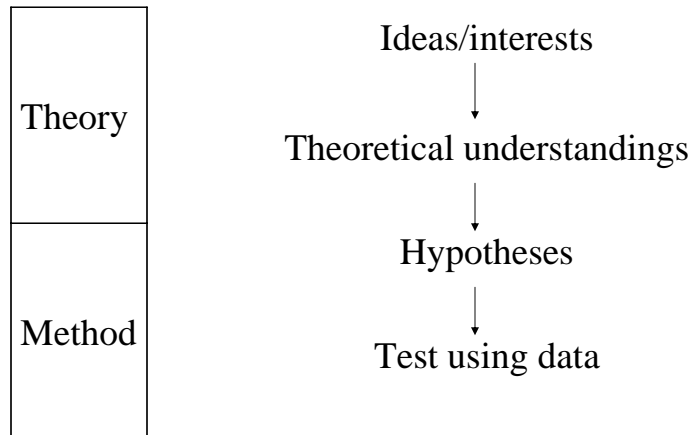 Ideas/interests
Theory
Theoretical understandings
Hypotheses
Method
Test using data